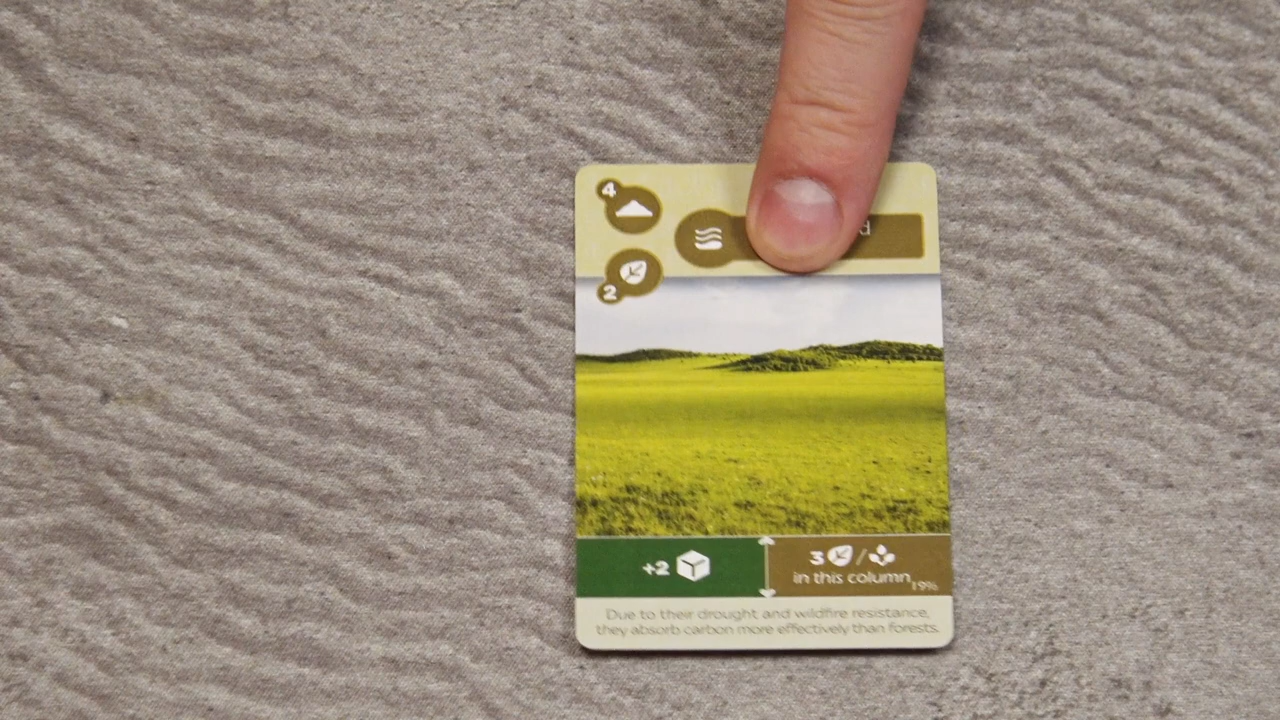 4
2
+2
3 /
in this column
19%
Due to their drought and wildfire resistance,
they absorb carbon more effectively than forests.